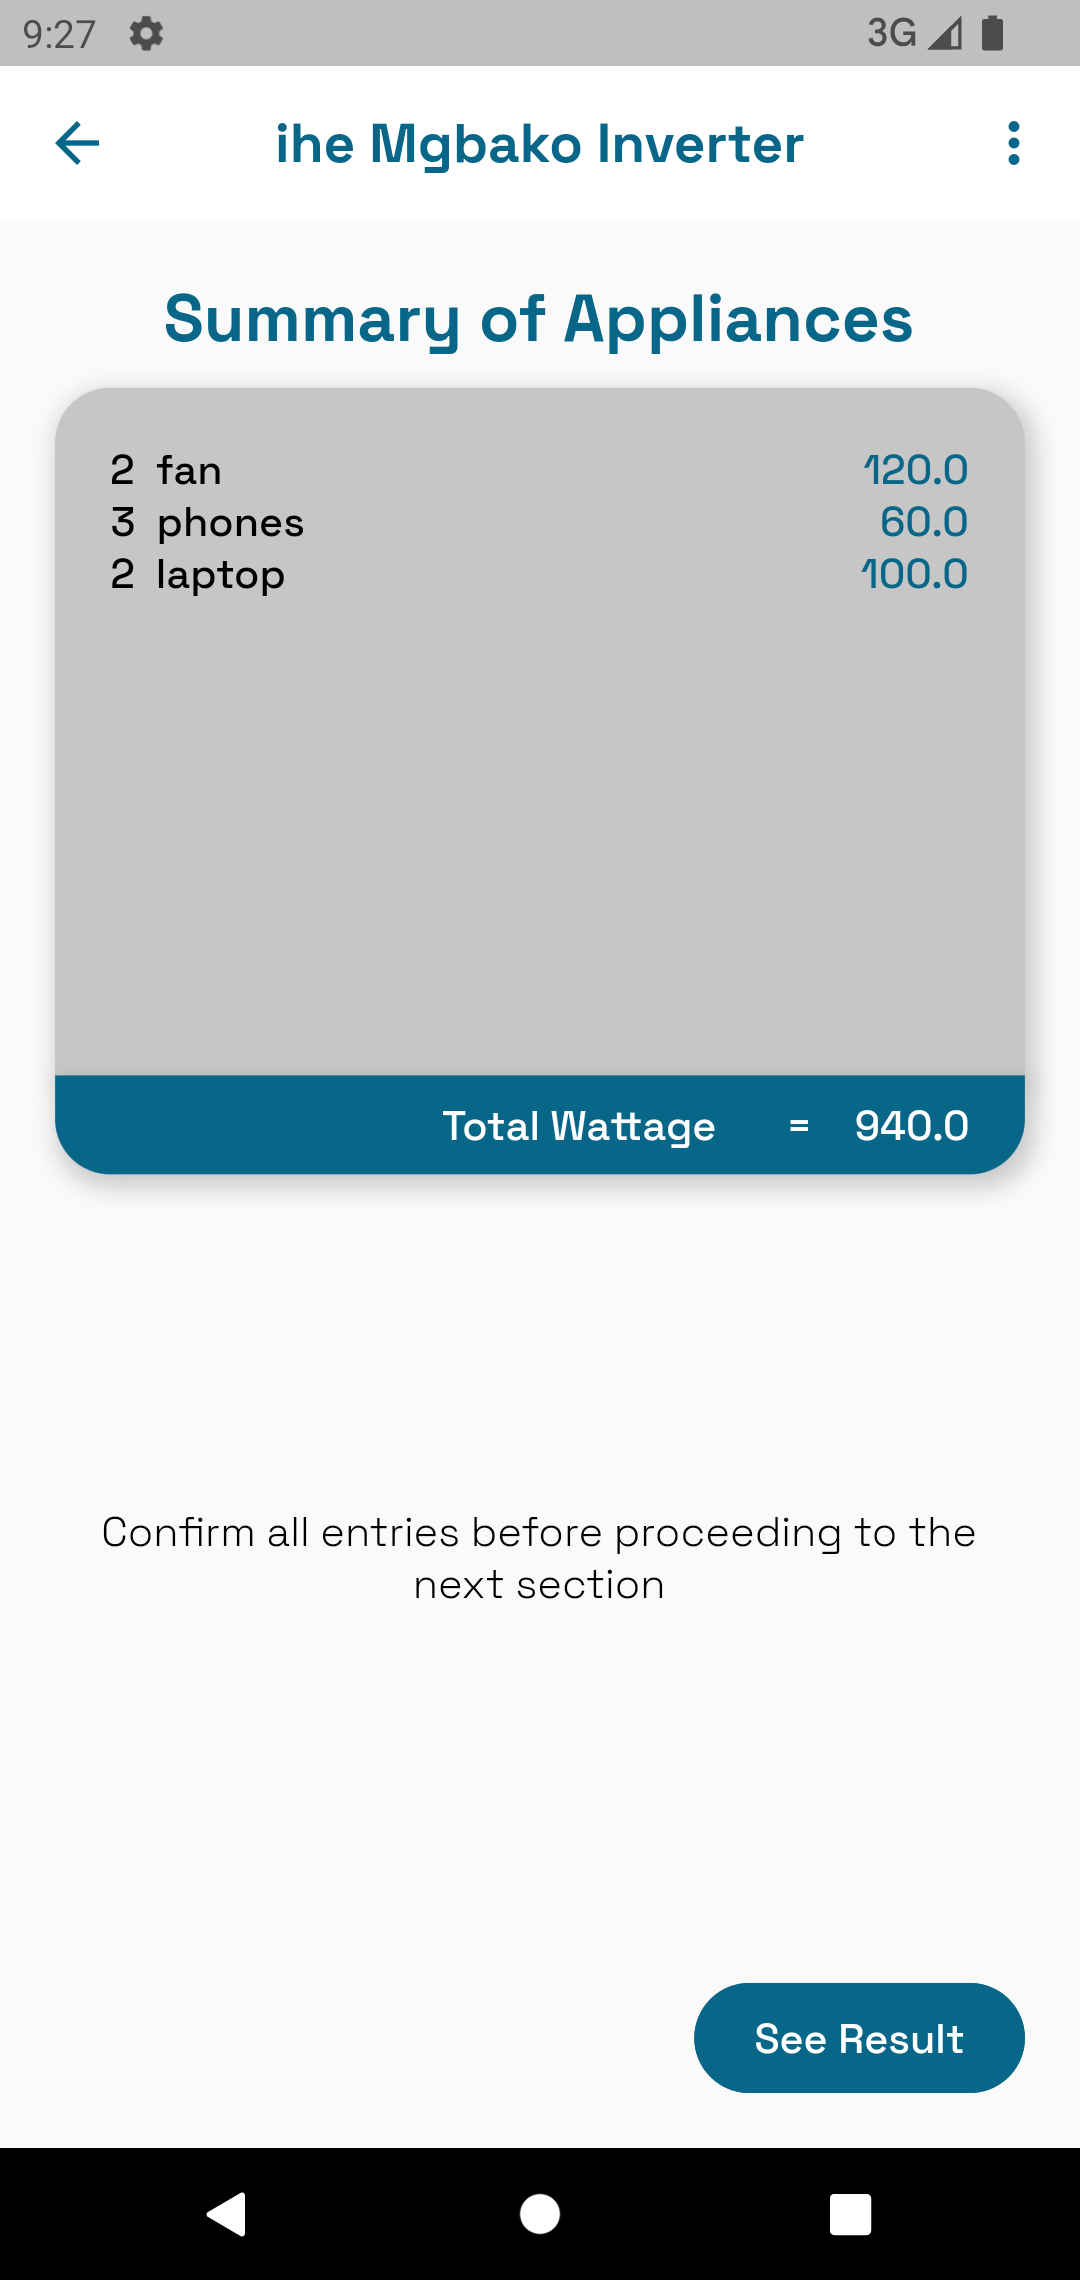 9:27 3G
ihe Mgbako Inverter
Summary of Appliances
2 fan 120.0
3 phones 60.0
2 laptop 100.0
Total Wattage = 940.0
Confirm all entries before proceeding to the
next section
See Result